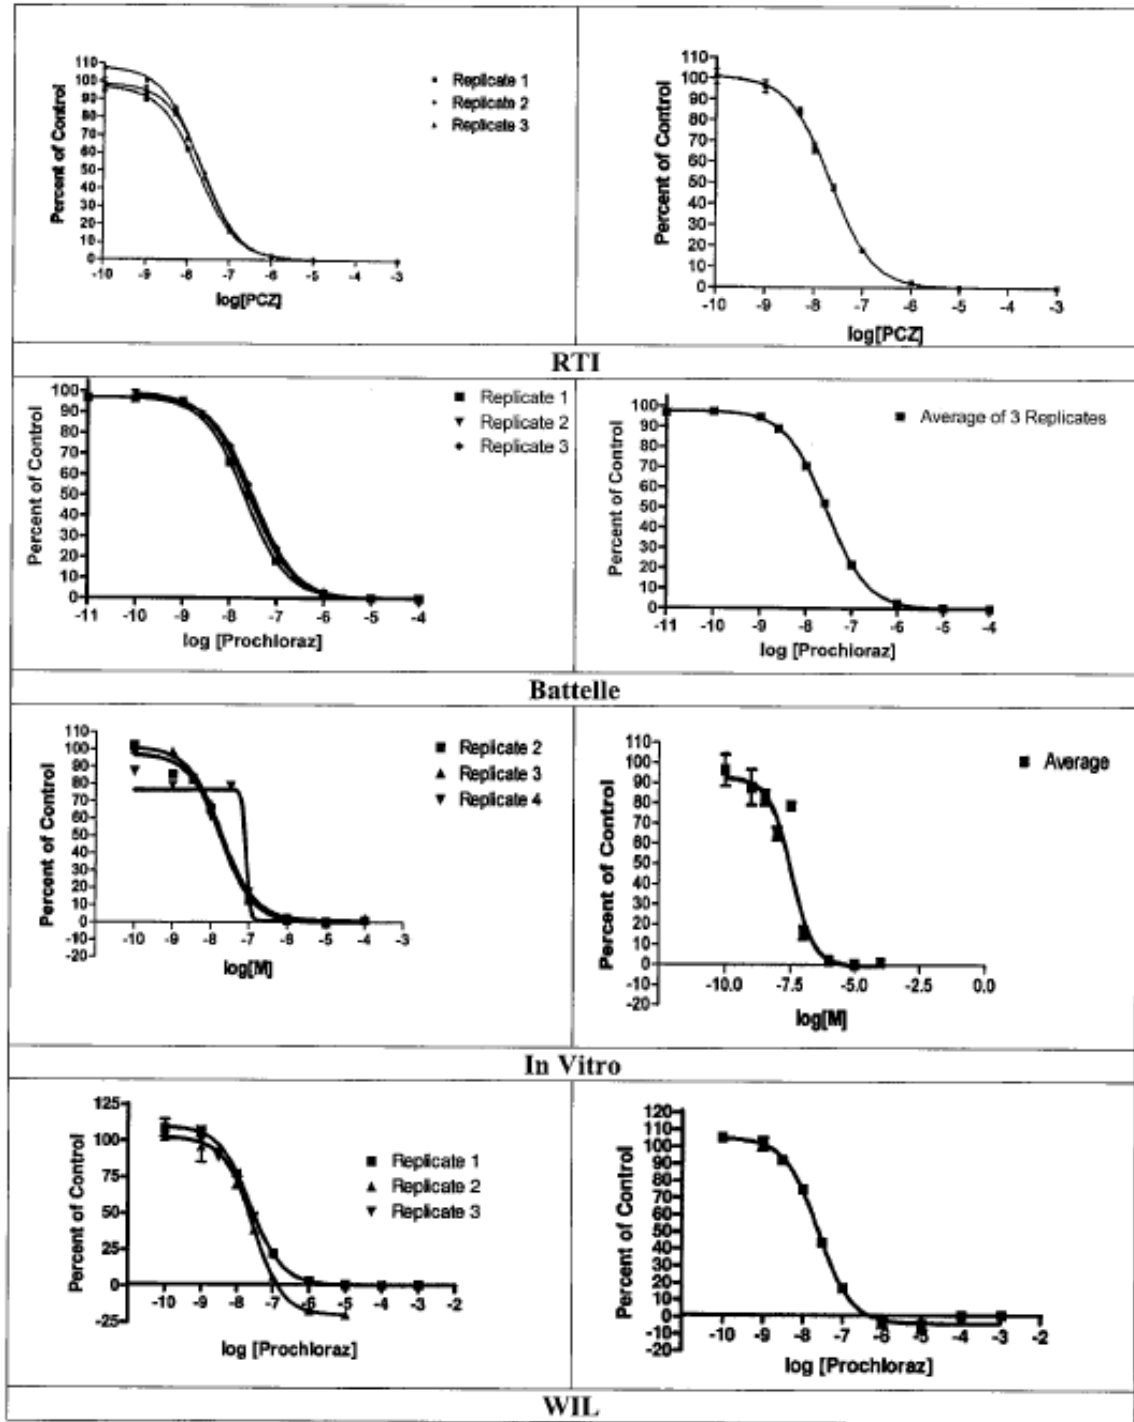 110
100
90
80
70
60
50
40
30
20
10
0
Percent of Control
-10 -9 -8 -7 -6 -5 -4 -3
log[PCZ]
Replicate 1
Replicate 2
Replicate 3
110
100
90
80
70
60
50
40
30
20
10
0
Percent of Control
-10 -9 -8 -7 -6 -5 -4 -3
log[PCZ]
RTI
100
90
80
70
60
50
40
30
20
10
0
Percent of Control
-11 -10 -9 -8 -7 -6 -5 -4
log [Prochloraz]
Replicate 1
Replicate 2
Replicate 3
100
90
80
70
60
50
40
30
20
10
0
Percent of Control
-11 -10 -9 -8 -7 -6 -5 -4
log [Prochloraz]
Average of 3 Replicates
Battelle
110
100
90
80
70
60
50
40
30
20
10
0
-10
-20
Percent of Control
-10 -9 -8 -7 -6 -5 -4 -3
log[M]
Replicate 2
Replicate 3
Replicate 4
110
100
90
80
70
60
50
40
30
20
10
0
-10
-20
Percent of Control
-10.0 -7.5 -5.0 -2.5 0.0
log[M]
Average
In Vitro
125
100
75
50
25
0
-25
Percent of Control
-10 -9 -8 -7 -6 -5 -4 -3 -2
log [Prochloraz]
Replicate 1
Replicate 2
Replicate 3
120
110
100
90
80
70
60
50
40
30
20
10
0
-10
-20
Percent of Control
-10 -9 -8 -7 -6 -5 -4 -3 -2
log [Prochloraz]
WIL